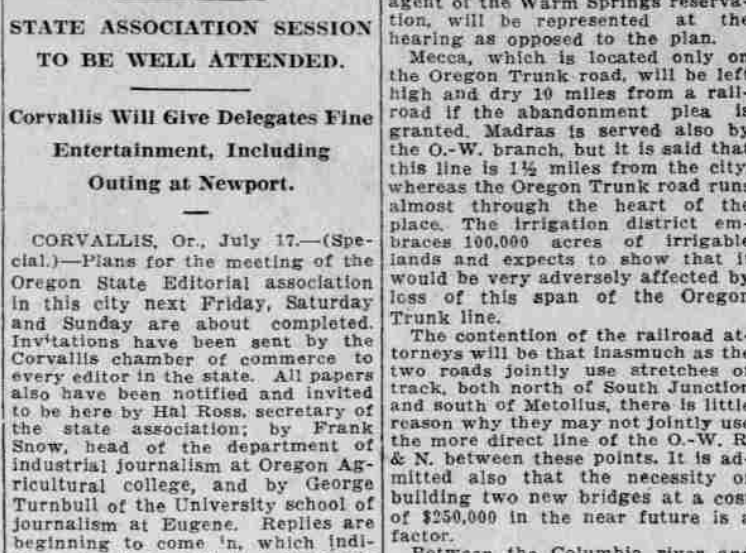 STATE ASSOCIATION SESSION
TO BE WELL ATTENDED.
Corvallis Will Give Delegates Fine
Entertainment, Including
Outing at Newport.
CORVALLIS, Or., July 17.—(Spe-
cial.)—Plans for the meeting of the
Oregon State Editorial association
in this city next Friday, Saturday
and Sunday are about completed.
Invitations have been sent by the
Corvallis chamber of commerce to
every editor in the state. All papers
also have been notified and invited
to be here by Hal Ross, secretary of
the state association; by Frank
Snow, head of the department of
industrial journalism at Oregon Ag-
ricultural college, and by George
Turnbull of the University school of
journalism at Eugene. Replies are
beginning to come in, which indi-
agent of the Warm Springs reserva-
tion, will be represented at the
hearing as opposed to the plan.
Mecca, which is located only on
the Oregon Trunk road, will be left
high and dry 10 miles from a rail-
road if the abandonment plea is
granted. Madras is served also by
the O.-W. branch, but it is said that
this line is 1½ miles from the city,
whereas the Oregon Trunk road runs
almost through the heart of the
place. The irrigation district em-
braces 100,000 acres of irrigable
lands and expects to show that it
would be very adversely affected by
loss of this span of the Oregon
Trunk line.
The contention of the railroad at-
torneys will be that inasmuch as the
two roads jointly use stretches of
track, both north of South Junction
and south of Metolius, there is little
reason why they may not jointly use
the more direct line of the O.-W. R.
& N. between these points. It is ad-
mitted also that the necessity of
building two new bridges at a cost
of $250,000 in the near future is a
factor.
Between the Columbia river and